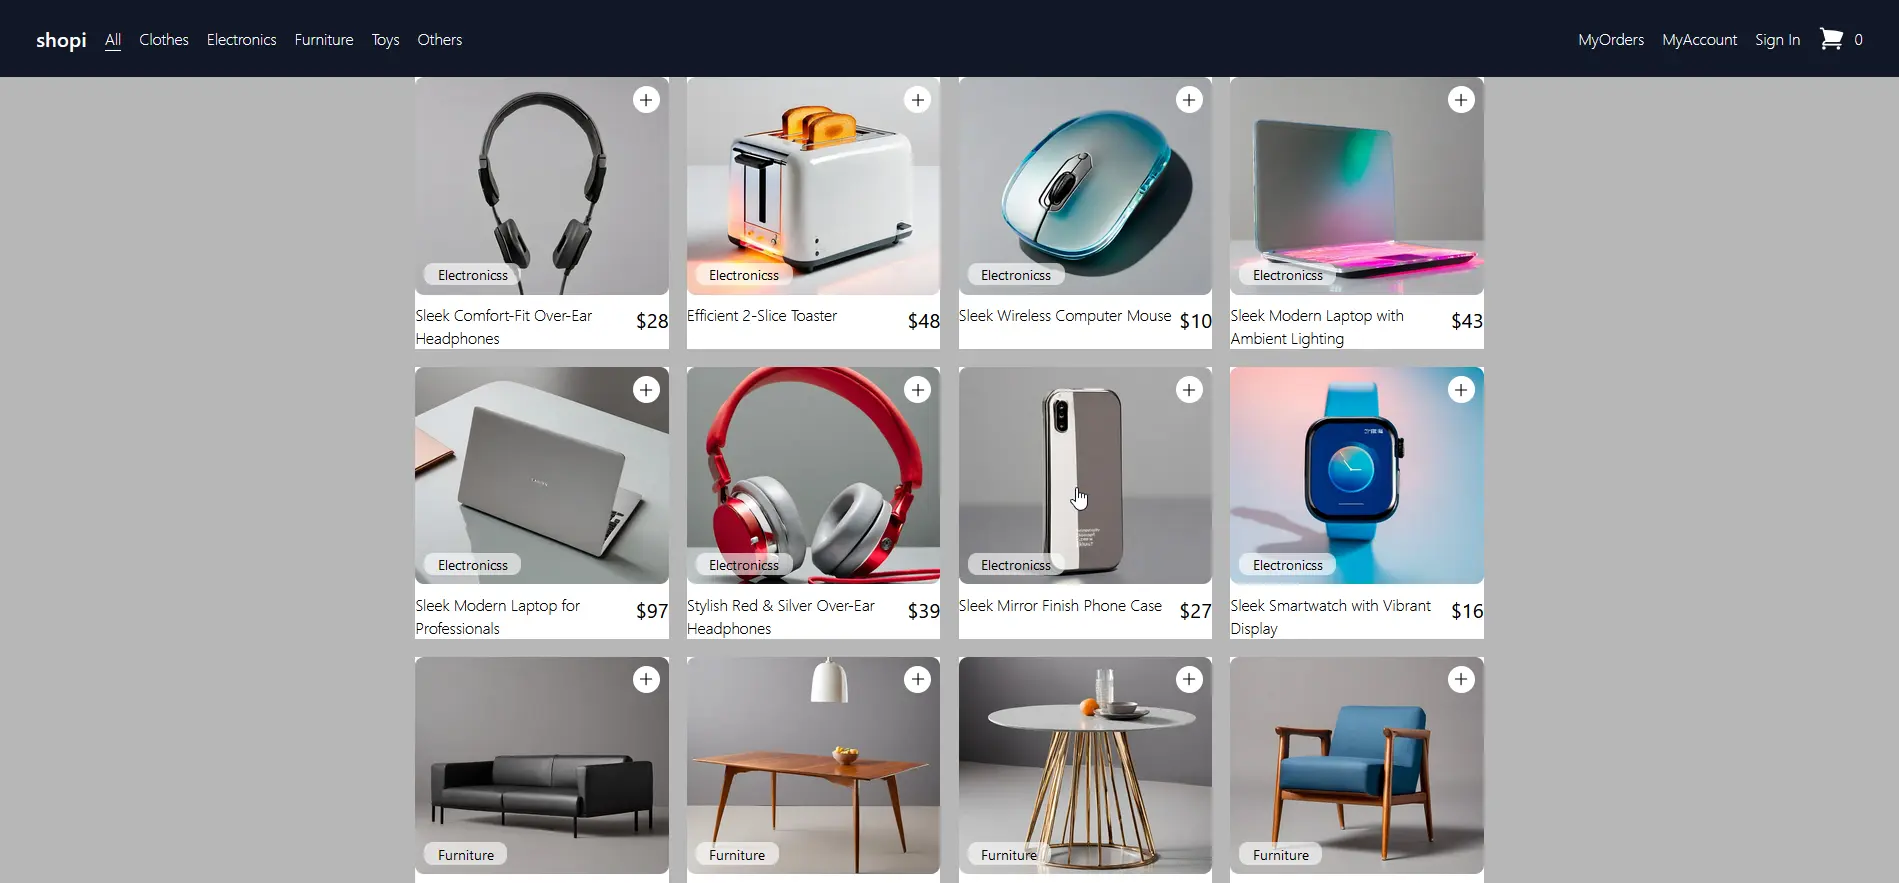 shopi All Clothes Electronics Furniture Toys Others MyOrders MyAccount Sign In 0
Electronicss
Electronicss
Electronicss
Electronicss
Sleek Comfort-Fit Over-Ear
Headphones
$28
Efficient 2-Slice Toaster
$48
Sleek Wireless Computer Mouse
$10
Sleek Modern Laptop with
Ambient Lighting
$43
Electronicss
Electronicss
Electronicss
Electronicss
Sleek Modern Laptop for
Professionals
$97
Stylish Red & Silver Over-Ear
Headphones
$39
Sleek Mirror Finish Phone Case
$27
Sleek Smartwatch with Vibrant
Display
$16
Furniture
Furniture
Furniture
Furniture